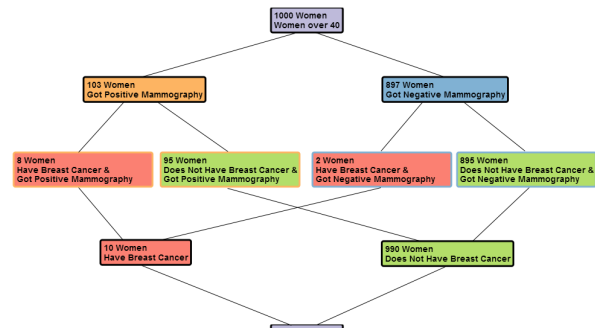 1000 Women
Women over 40
103 Women
Got Positive Mammography
897 Women
Got Negative Mammography
8 Women
Have Breast Cancer &
Got Positive Mammography
95 Women
Does Not Have Breast Cancer &
Got Positive Mammography
2 Women
Have Breast Cancer &
Got Negative Mammography
895 Women
Does Not Have Breast Cancer &
Got Negative Mammography
10 Women
Have Breast Cancer
990 Women
Does Not Have Breast Cancer